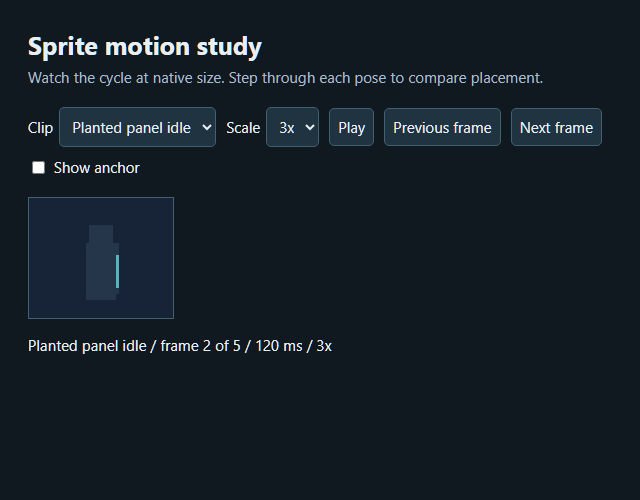 Sprite motion study
Watch the cycle at native size. Step through each pose to compare placement.
Clip Planted panel idle Scale 3x Play Previous frame Next frame
Show anchor
Planted panel idle / frame 2 of 5 / 120 ms / 3x